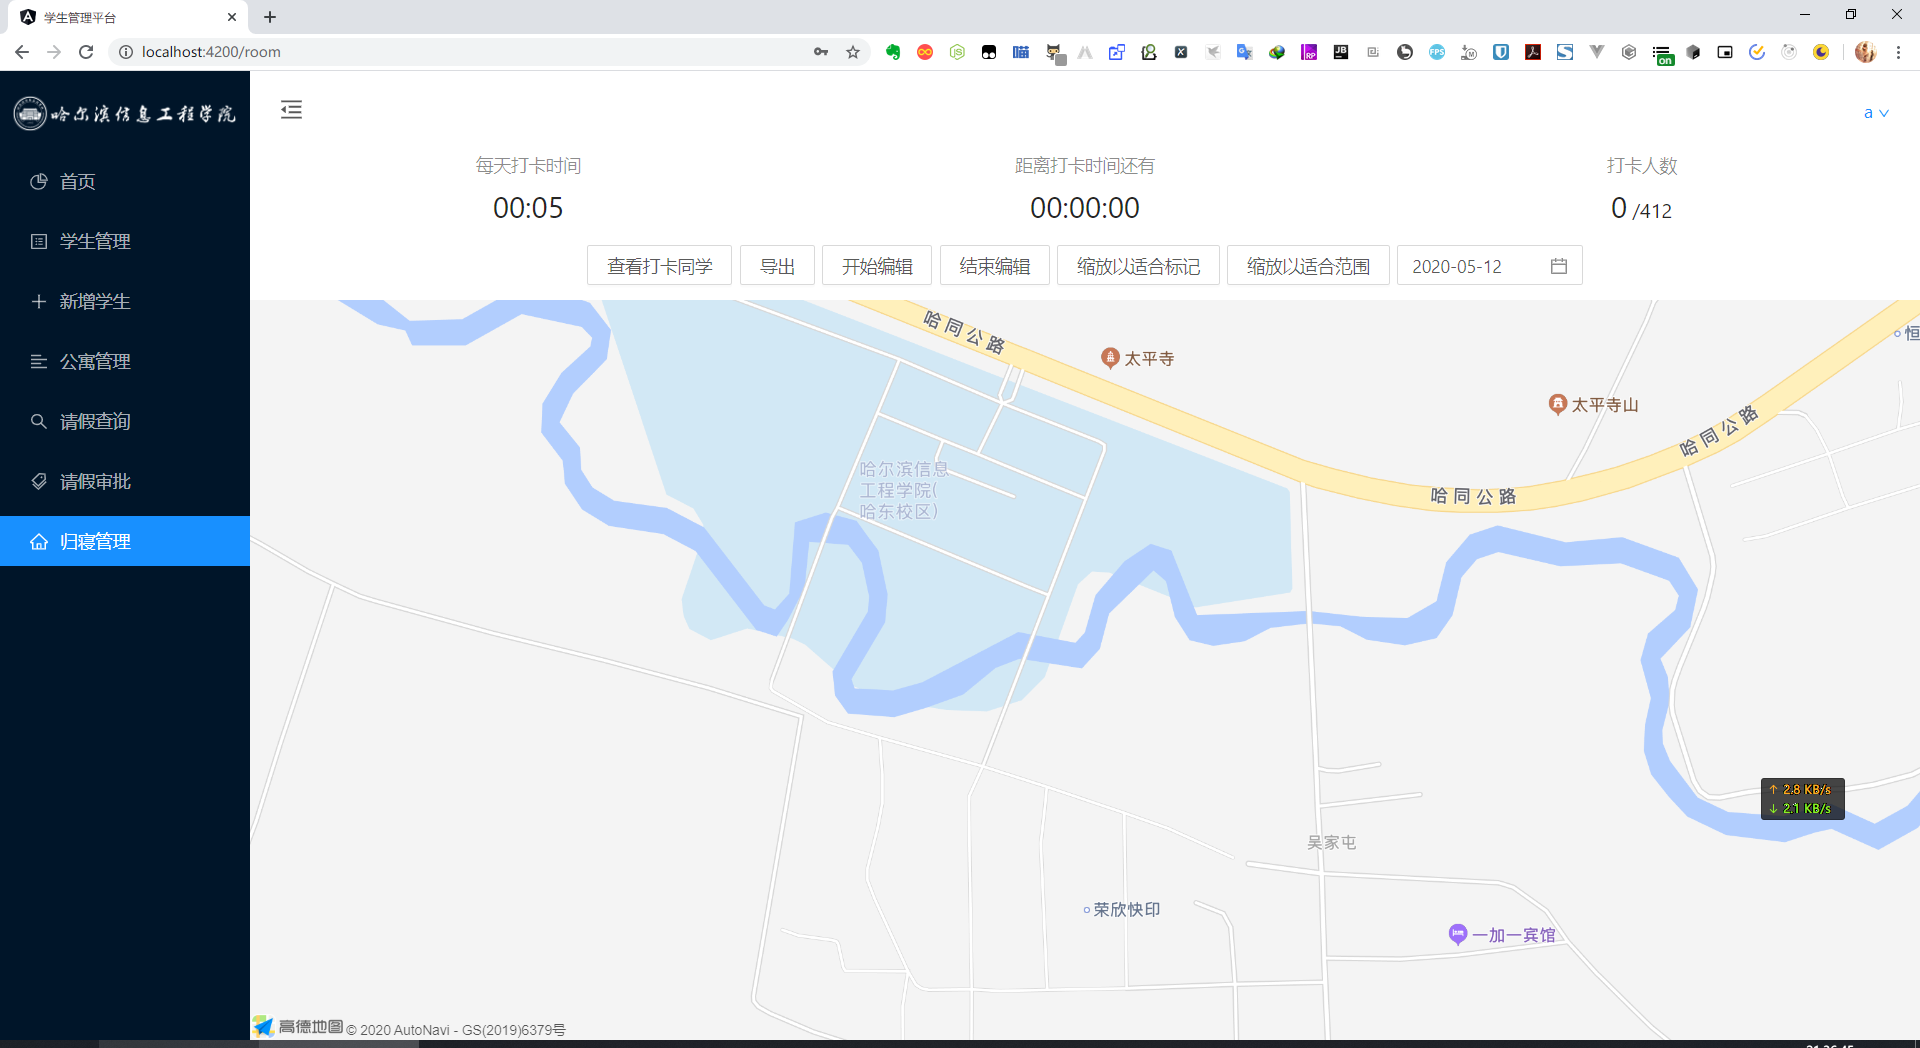 学生管理平台
localhost:4200/room
哈尔滨信息工程学院
a
首页
学生管理
新增学生
公寓管理
请假查询
请假审批
归寝管理
每天打卡时间
00:05
距离打卡时间还有
00:00:00
打卡人数
0 /412
查看打卡同学
导出
开始编辑
结束编辑
缩放以适合标记
缩放以适合范围
2020-05-12
哈同公路
太平寺
恒
太平寺山
哈同公路
哈尔滨信息
工程学院(
哈东校区)
哈同公路
↑ 2.8 KB/s
↓ 2.1 KB/s
吴家屯
荣欣快印
一加一宾馆
高德地图 © 2020 AutoNavi - GS(2019)6379号